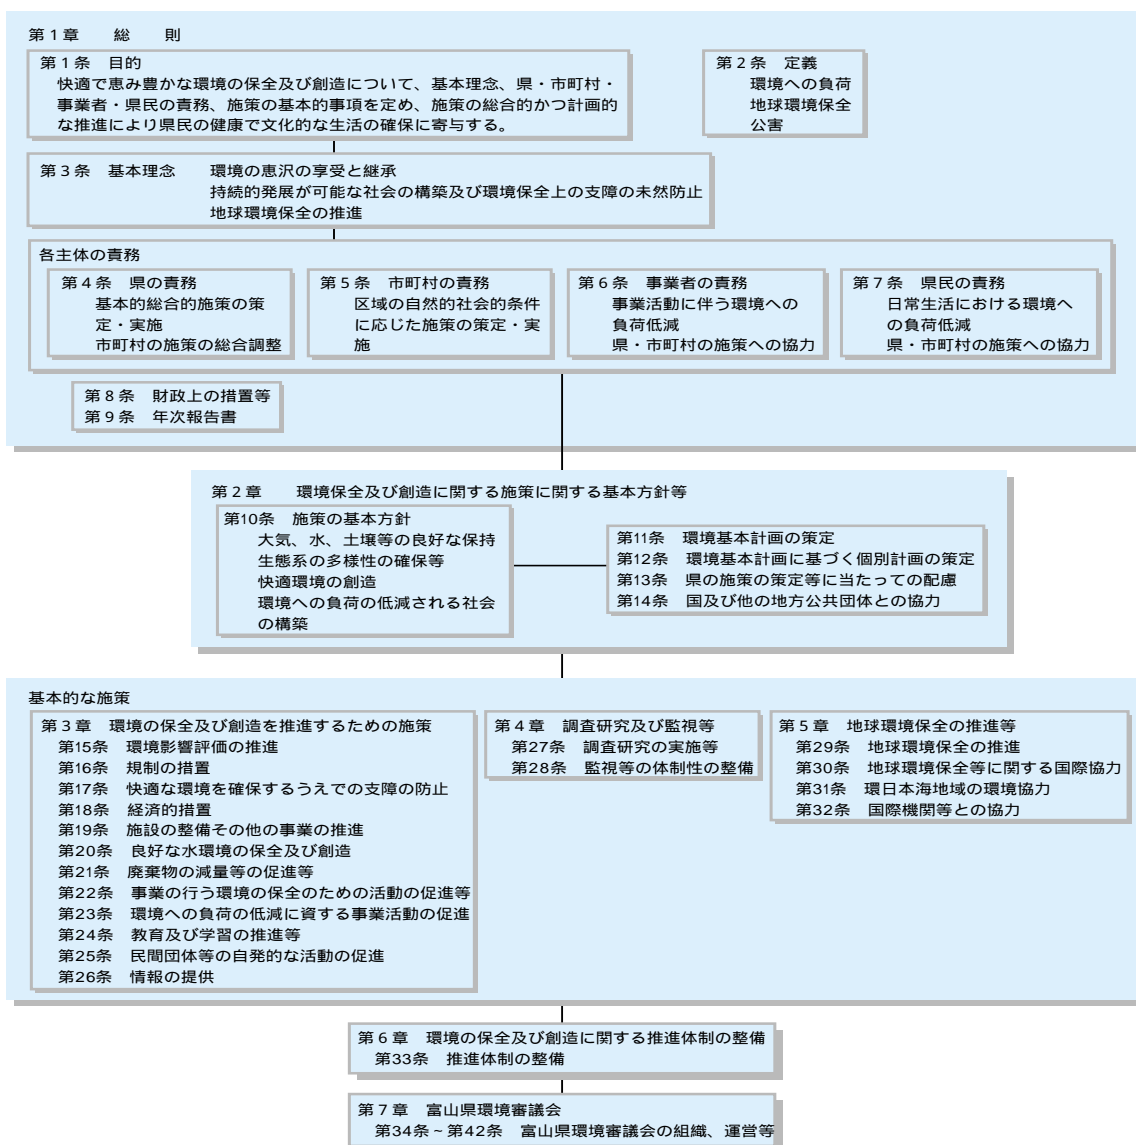 第１章　　総　　則
第１条　目的
快適で恵み豊かな環境の保全及び創造について、基本理念、県・市町村・
事業者・県民の責務、施策の基本的事項を定め、施策の総合的かつ計画的
な推進により県民の健康で文化的な生活の確保に寄与する。
第２条　定義
環境への負荷
地球環境保全
公害
第３条　基本理念　　環境の恵沢の享受と継承
持続的発展が可能な社会の構築及び環境保全上の支障の未然防止
地球環境保全の推進
各主体の責務
第４条　県の責務
基本的総合的施策の策
定・実施
市町村の施策の総合調整
第５条　市町村の責務
区域の自然的社会的条件
に応じた施策の策定・実
施
第６条　事業者の責務
事業活動に伴う環境への
負荷低減
県・市町村の施策への協力
第７条　県民の責務
日常生活における環境へ
の負荷低減
県・市町村の施策への協力
第８条　財政上の措置等
第９条　年次報告書
第２章　　環境保全及び創造に関する施策に関する基本方針等
第10条　施策の基本方針
大気、水、土壌等の良好な保持
生態系の多様性の確保等
快適環境の創造
環境への負荷の低減される社会
の構築
第11条　環境基本計画の策定
第12条　環境基本計画に基づく個別計画の策定
第13条　県の施策の策定等に当たっての配慮
第14条　国及び他の地方公共団体との協力
基本的な施策
第３章　環境の保全及び創造を推進するための施策
第15条　環境影響評価の推進
第16条　規制の措置
第17条　快適な環境を確保するうえでの支障の防止
第18条　経済的措置
第19条　施設の整備その他の事業の推進
第20条　良好な水環境の保全及び創造
第21条　廃棄物の減量等の促進等
第22条　事業の行う環境の保全のための活動の促進等
第23条　環境への負荷の低減に資する事業活動の促進
第24条　教育及び学習の推進等
第25条　民間団体等の自発的な活動の促進
第26条　情報の提供
第４章　調査研究及び監視等
第27条　調査研究の実施等
第28条　監視等の体制性の整備
第５章　地球環境保全の推進等
第29条　地球環境保全の推進
第30条　地球環境保全等に関する国際協力
第31条　環日本海地域の環境協力
第32条　国際機関等との協力
第６章　環境の保全及び創造に関する推進体制の整備
第33条　推進体制の整備
第７章　富山県環境審議会
第34条～第42条　富山県環境審議会の組織、運営等